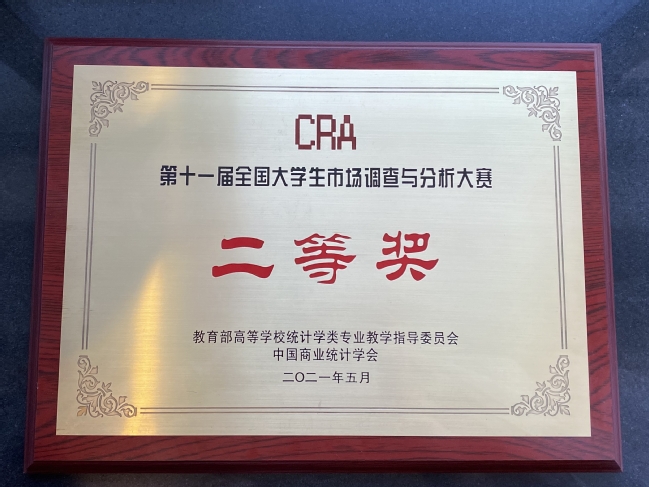 CRA
第十一届全国大学生市场调查与分析大赛
二等奖
教育部高等学校统计学类专业教学指导委员会
中国商业统计学会
二〇二一年五月